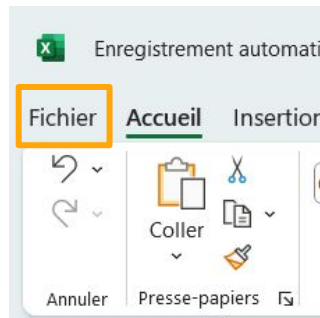 Enregistrement automati
Fichier Accueil Insertion
Coller
Annuler Presse-papiers